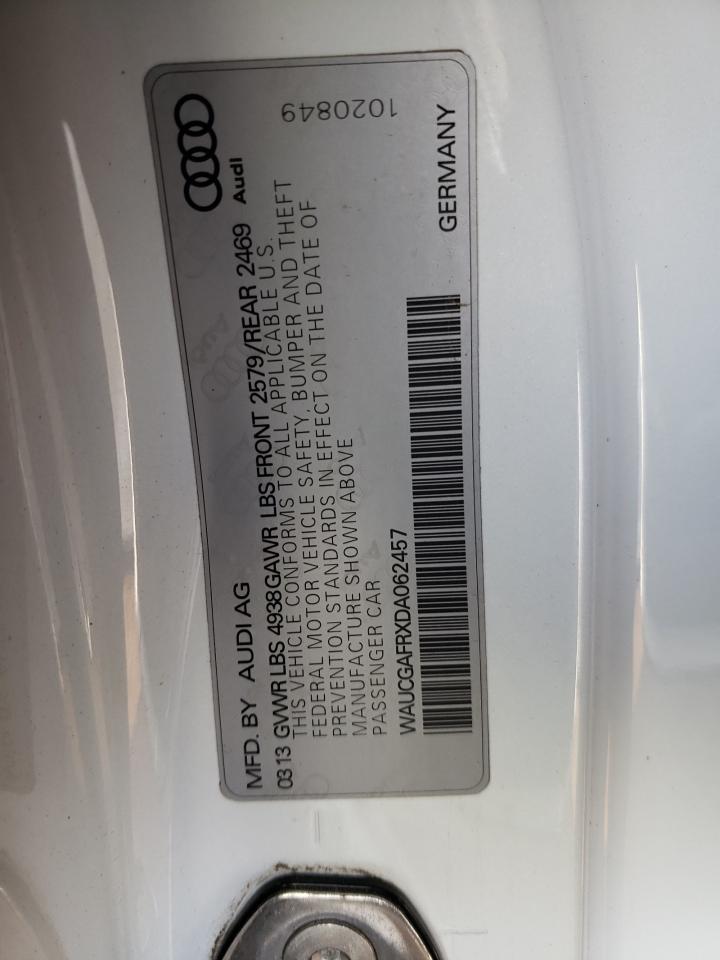 MFD. BY AUDI AG
Audi
0313 GVWR LBS 4938 GAWR LBS FRONT 2579/REAR 2469
THIS VEHICLE CONFORMS TO ALL APPLICABLE U.S.
FEDERAL MOTOR VEHICLE SAFETY, BUMPER AND THEFT
PREVENTION STANDARDS IN EFFECT ON THE DATE OF
MANUFACTURE SHOWN ABOVE
PASSENGER CAR
WAUCGAFRXDA062457
GERMANY
1020849